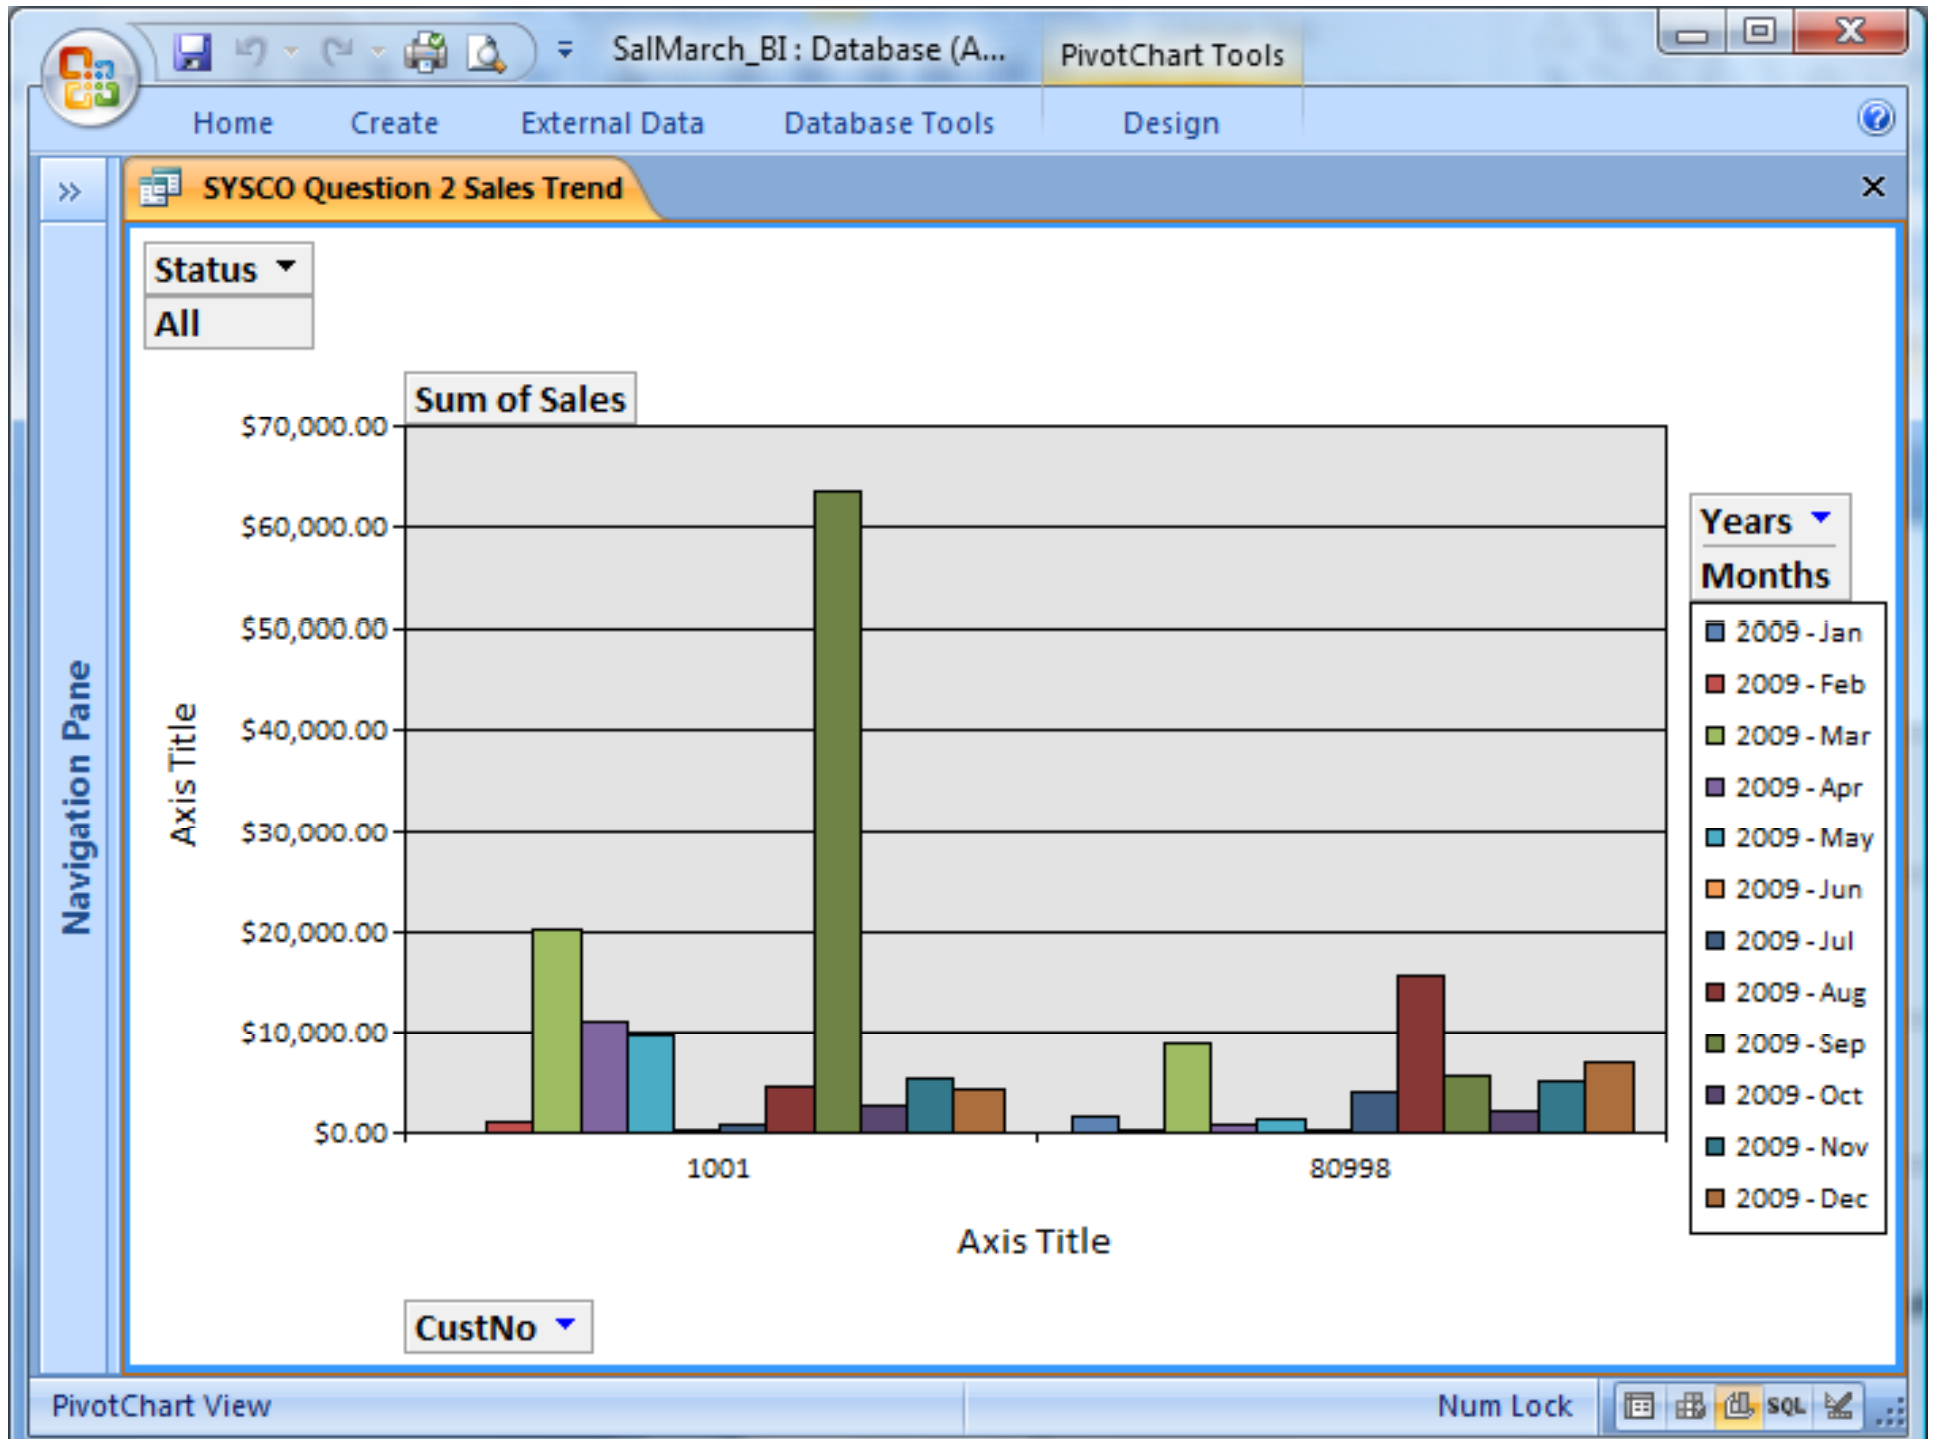 SalMarch_BI : Database (A...
PivotChart Tools
Home
Create
External Data
Database Tools
Design
SYSCO Question 2 Sales Trend
Navigation Pane
Status
All
Sum of Sales
$70,000.00
$60,000.00
$50,000.00
$40,000.00
$30,000.00
$20,000.00
$10,000.00
$0.00
Axis Title
1001
80998
Axis Title
CustNo
Years
Months
2009 - Jan
2009 - Feb
2009 - Mar
2009 - Apr
2009 - May
2009 - Jun
2009 - Jul
2009 - Aug
2009 - Sep
2009 - Oct
2009 - Nov
2009 - Dec
PivotChart View
Num Lock
SQL